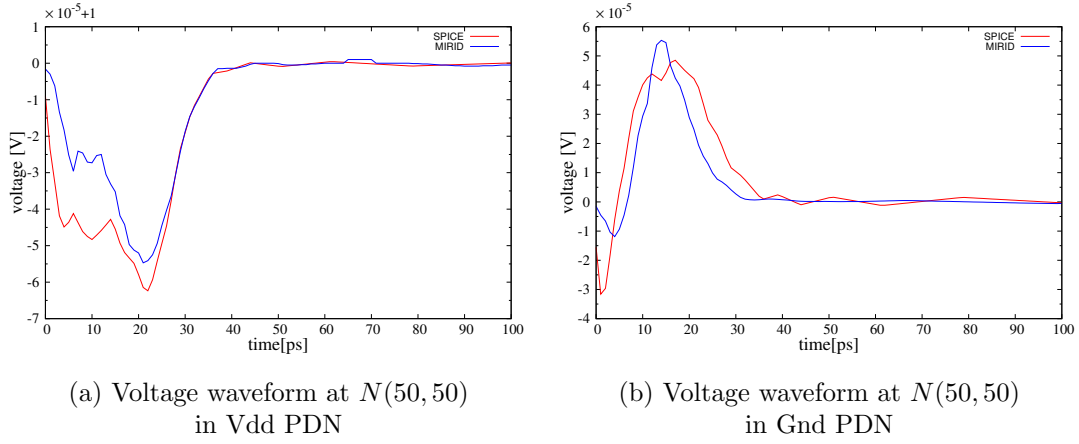 ×10⁻⁵+1
1
0
-1
-2
-3
-4
-5
-6
-7
voltage [V]
0 10 20 30 40 50 60 70 80 90 100
time[ps]
SPICE
MIRID
(a) Voltage waveform at N(50, 50)
in Vdd PDN
×10⁻⁵
6
5
4
3
2
1
0
-1
-2
-3
-4
voltage [V]
0 10 20 30 40 50 60 70 80 90 100
time[ps]
SPICE
MIRID
(b) Voltage waveform at N(50, 50)
in Gnd PDN